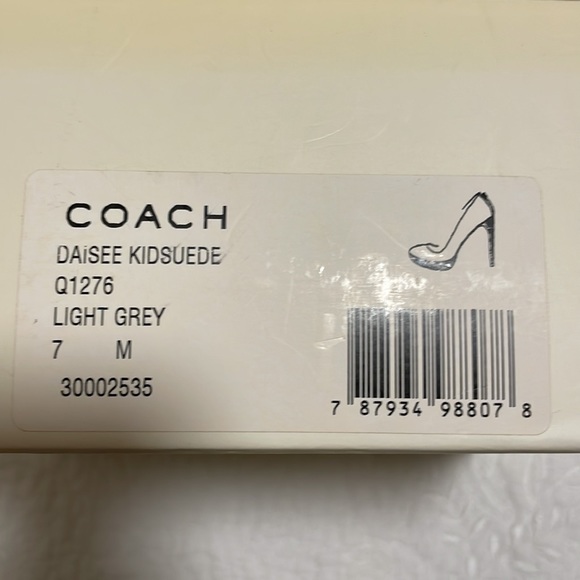 COACH
DAiSEE KIDSUEDE
Q1276
LIGHT GREY
7 M
30002535
7 87934 98807 8